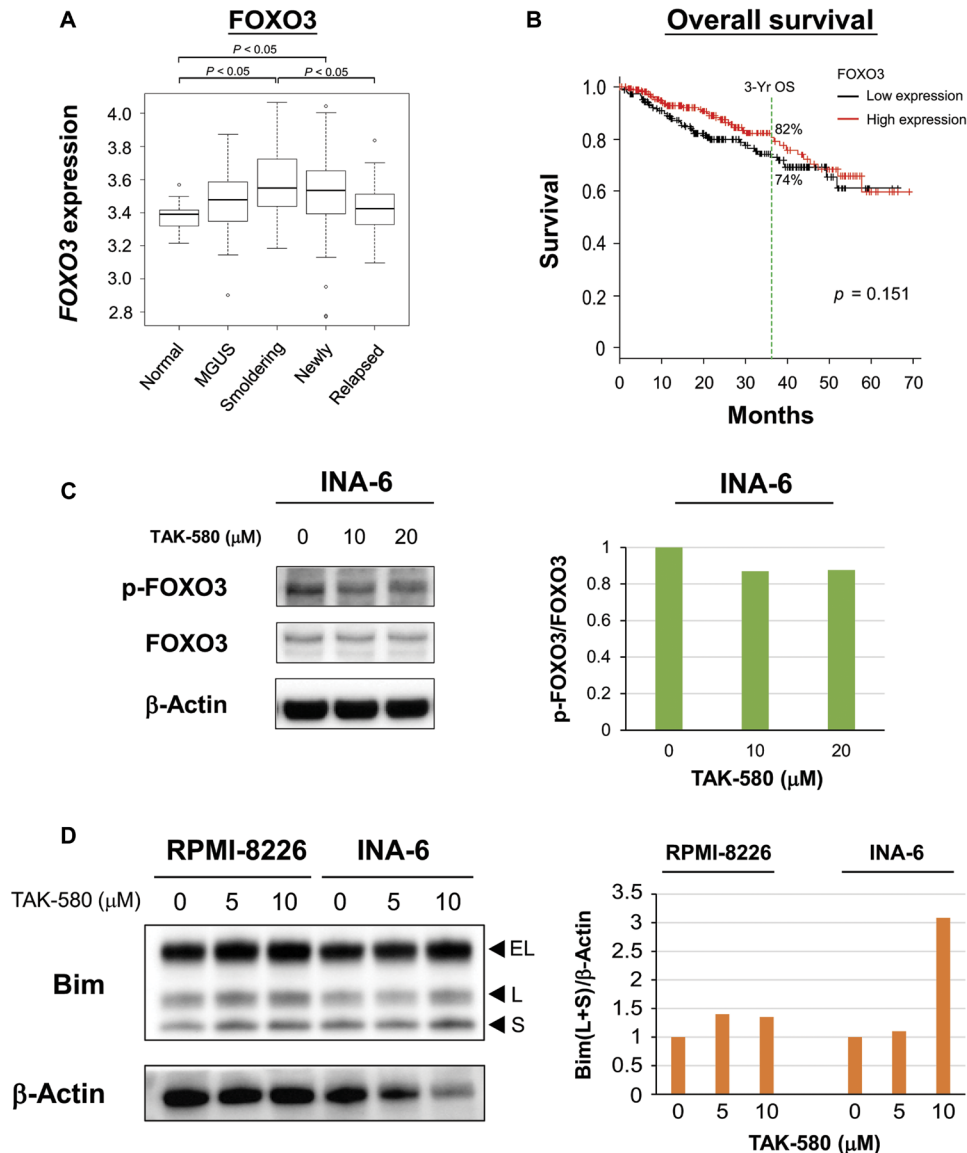 A
FOXO3
P < 0.05
P < 0.05
P < 0.05
FOXO3 expression
4.0
3.8
3.6
3.4
3.2
3.0
2.8
Normal
MGUS
Smoldering
Newly
Relapsed
B
Overall survival
3-Yr OS
FOXO3
Low expression
High expression
82%
74%
p = 0.151
Survival
1.0
0.8
0.6
0.4
0.2
0
0 10 20 30 40 50 60 70
Months
C
INA-6
TAK-580 (μM) 0 10 20
p-FOXO3
FOXO3
β-Actin
INA-6
p-FOXO3/FOXO3
1
0.8
0.6
0.4
0.2
0
0 10 20
TAK-580 (μM)
D
RPMI-8226 INA-6
TAK-580 (μM) 0 5 10 0 5 10
Bim
EL
L
S
β-Actin
RPMI-8226 INA-6
Bim(L+S)/β-Actin
3.5
3
2.5
2
1.5
1
0.5
0
0 5 10 0 5 10
TAK-580 (μM)